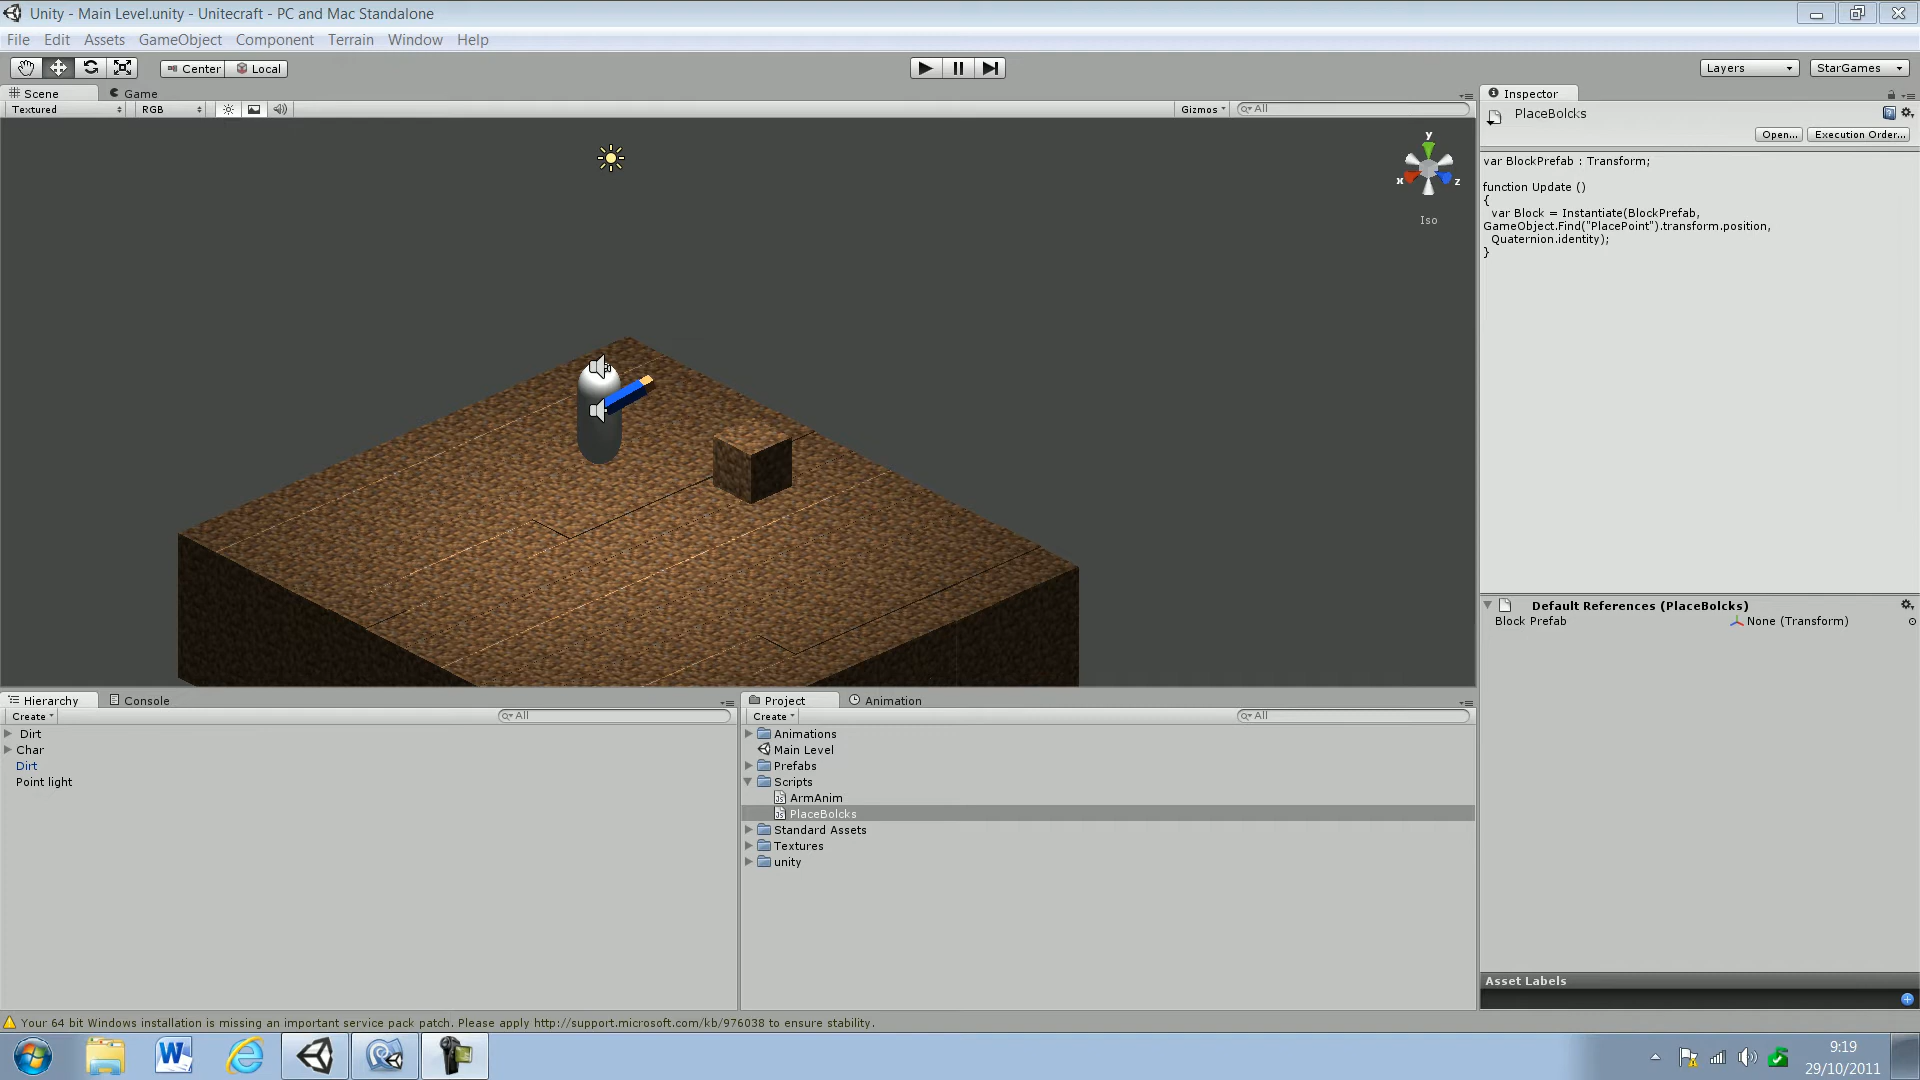 Unity - Main Level.unity - Unitecraft - PC and Mac Standalone
File Edit Assets GameObject Component Terrain Window Help
Center Local Layers StarGames
Scene Game
Textured RGB Gizmos All
y
x z
Iso
Inspector
PlaceBolcks
Open... Execution Order...
var BlockPrefab : Transform;
function Update ()
{
var Block = Instantiate(BlockPrefab,
GameObject.Find("PlacePoint").transform.position,
Quaternion.identity);
}
Default References (PlaceBolcks)
Block Prefab None (Transform)
Asset Labels
Hierarchy Console
Create All
Dirt
Char
Dirt
Point light
Project Animation
Create All
Animations
Main Level
Prefabs
Scripts
ArmAnim
PlaceBolcks
Standard Assets
Textures
unity
Your 64 bit Windows installation is missing an important service pack patch. Please apply http://support.microsoft.com/kb/976038 to ensure stability.
9:19
29/10/2011